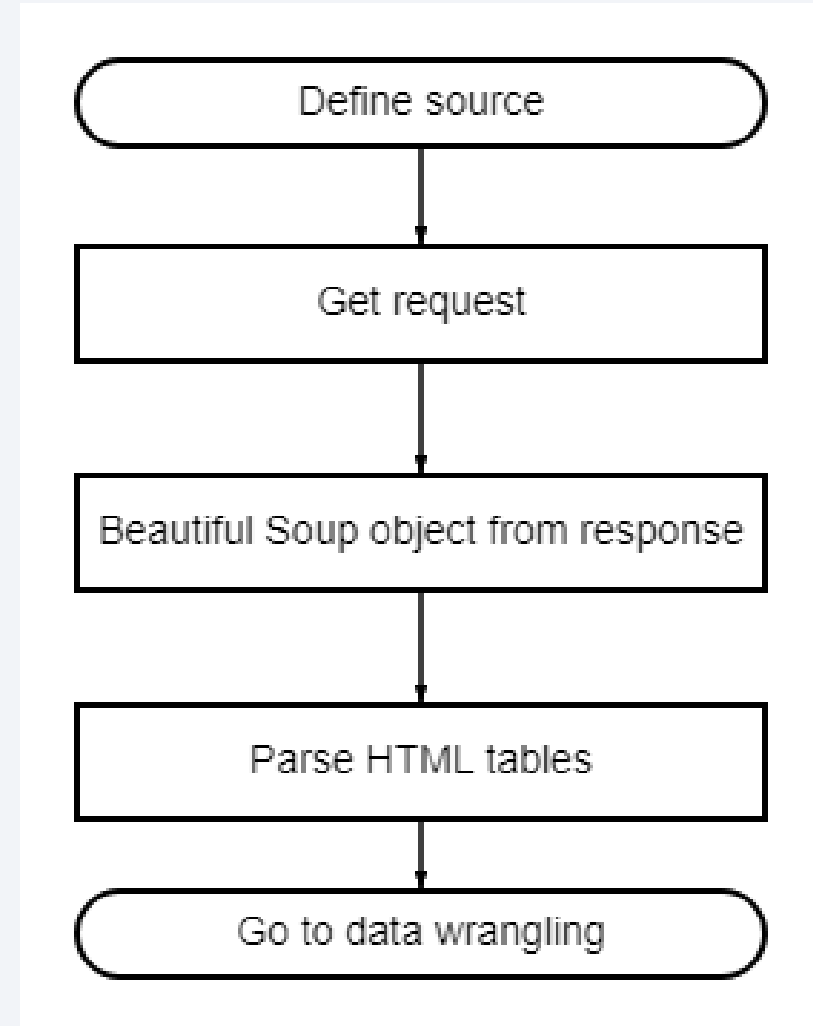 Define source
Get request
Beautiful Soup object from response
Parse HTML tables
Go to data wrangling